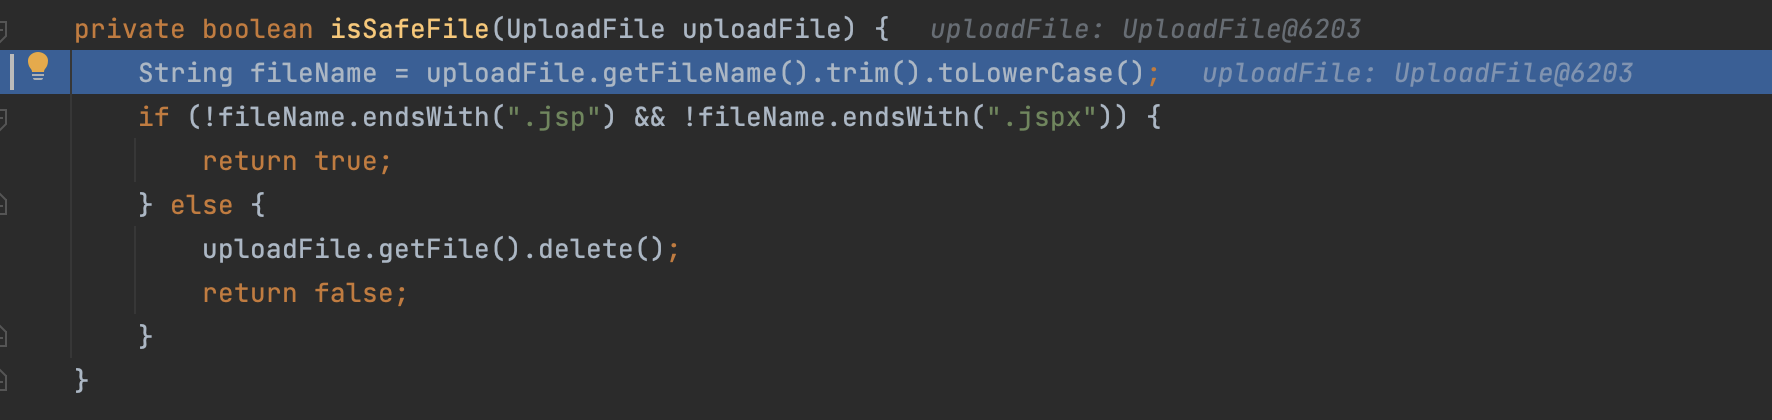 private boolean isSafeFile(UploadFile uploadFile) { uploadFile: UploadFile@6203
String fileName = uploadFile.getFileName().trim().toLowerCase(); uploadFile: UploadFile@6203
if (!fileName.endsWith(".jsp") && !fileName.endsWith(".jspx")) {
return true;
} else {
uploadFile.getFile().delete();
return false;
}
}